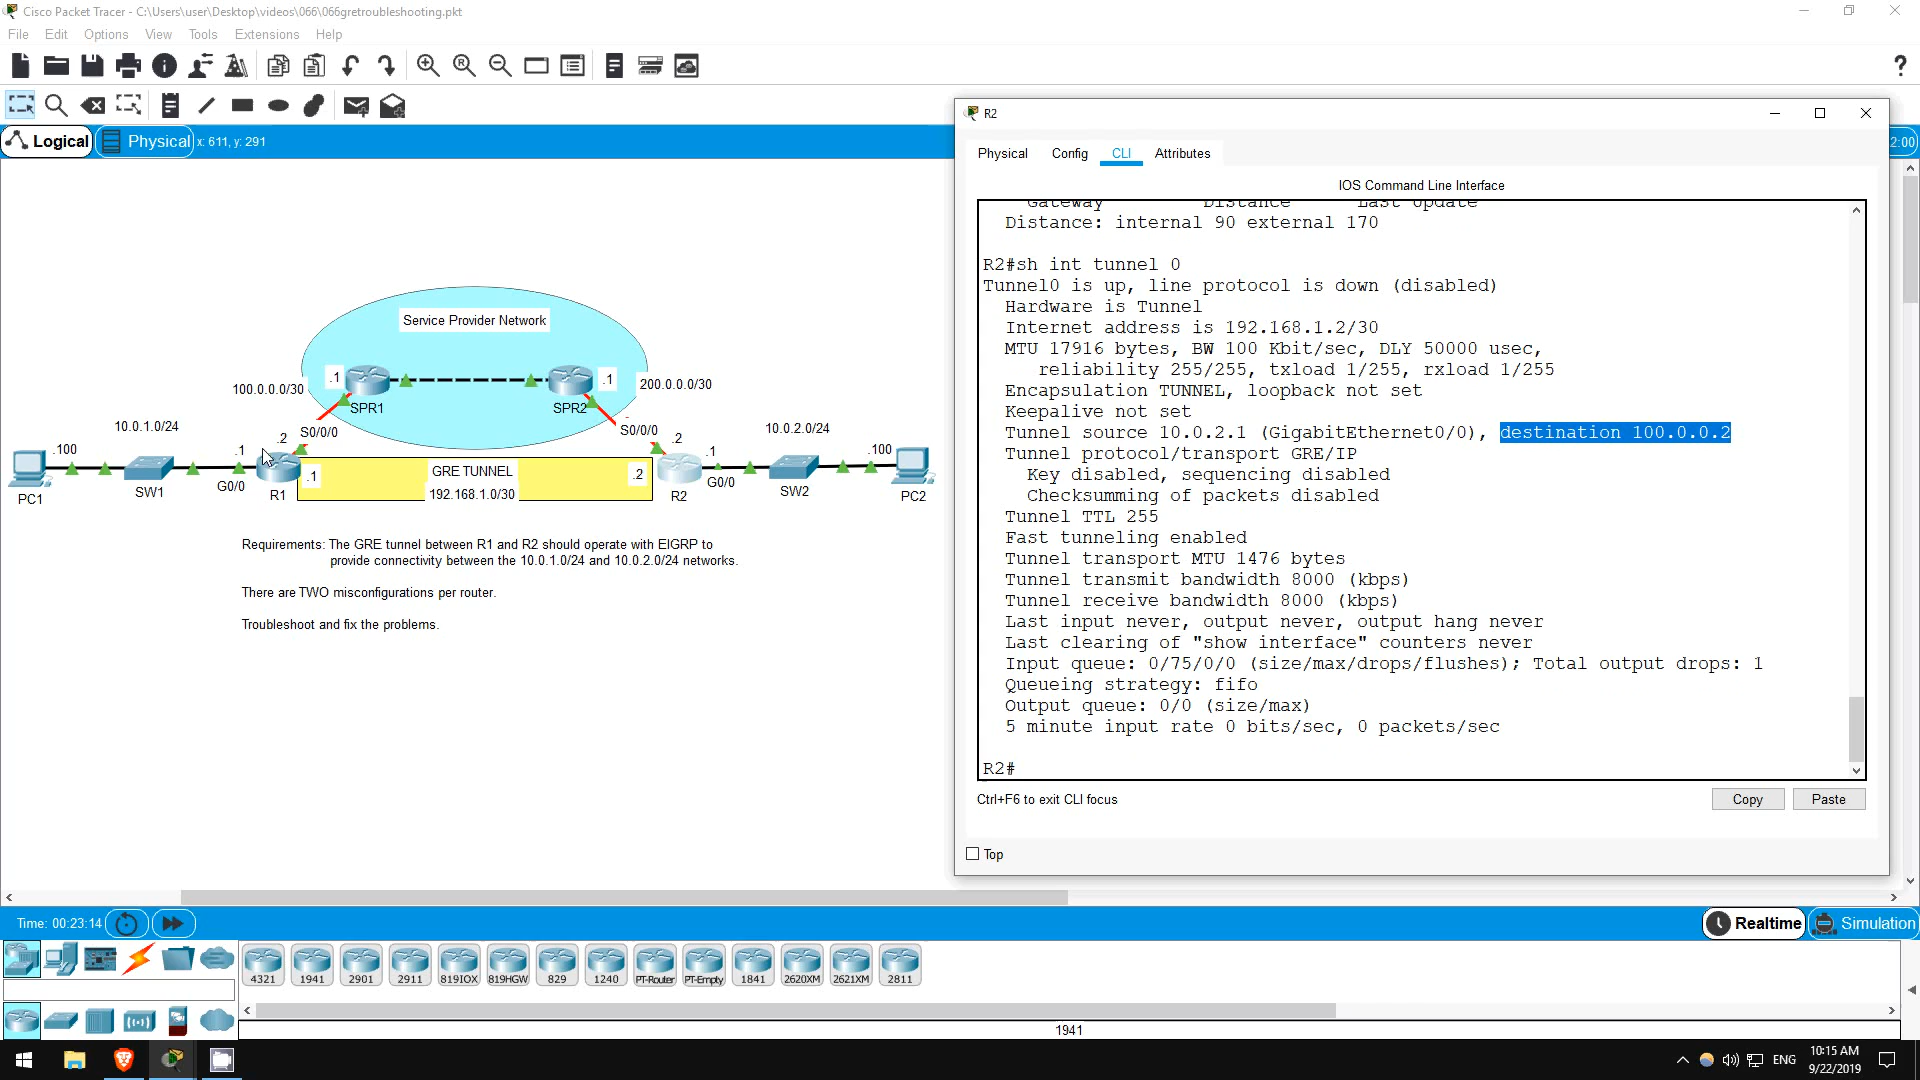 Cisco Packet Tracer - C:\Users\user\Desktop\videos\066\066gretroubleshooting.pkt
File Edit Options View Tools Extensions Help
Logical Physical x: 611, y: 291
2:00
Service Provider Network
100.0.0.0/30 .1 SPR1 SPR2 .1 200.0.0.0/30
10.0.1.0/24 .2 S0/0/0 S0/0/0 .2 10.0.2.0/24
.100 .1 .1 .100
PC1 SW1 G0/0 R1 .1 GRE TUNNEL .2 R2 G0/0 SW2 PC2
192.168.1.0/30
Requirements: The GRE tunnel between R1 and R2 should operate with EIGRP to
provide connectivity between the 10.0.1.0/24 and 10.0.2.0/24 networks.
There are TWO misconfigurations per router.
Troubleshoot and fix the problems.
R2
Physical Config CLI Attributes
IOS Command Line Interface
Gateway Distance Last Update
Distance: internal 90 external 170
R2#sh int tunnel 0
Tunnel0 is up, line protocol is down (disabled)
Hardware is Tunnel
Internet address is 192.168.1.2/30
MTU 17916 bytes, BW 100 Kbit/sec, DLY 50000 usec,
reliability 255/255, txload 1/255, rxload 1/255
Encapsulation TUNNEL, loopback not set
Keepalive not set
Tunnel source 10.0.2.1 (GigabitEthernet0/0), destination 100.0.0.2
Tunnel protocol/transport GRE/IP
Key disabled, sequencing disabled
Checksumming of packets disabled
Tunnel TTL 255
Fast tunneling enabled
Tunnel transport MTU 1476 bytes
Tunnel transmit bandwidth 8000 (kbps)
Tunnel receive bandwidth 8000 (kbps)
Last input never, output never, output hang never
Last clearing of "show interface" counters never
Input queue: 0/75/0/0 (size/max/drops/flushes); Total output drops: 1
Queueing strategy: fifo
Output queue: 0/0 (size/max)
5 minute input rate 0 bits/sec, 0 packets/sec
R2#
Ctrl+F6 to exit CLI focus Copy Paste
Top
Time: 00:23:14 Realtime Simulation
4321 1941 2901 2911 819IOX 819HGW 829 1240 PT-Router PT-Empty 1841 2620XM 2621XM 2811
1941
ENG 10:15 AM
9/22/2019